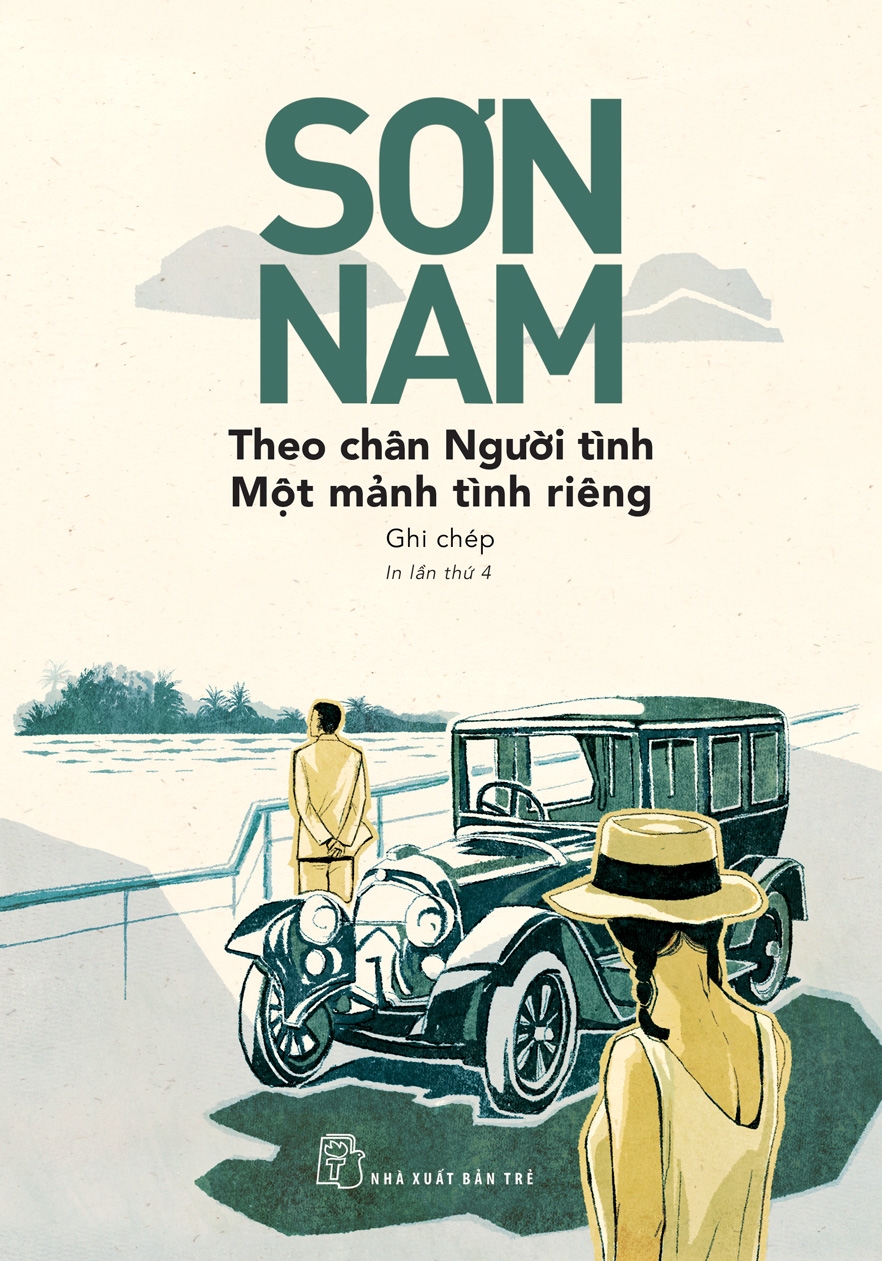 SƠN
NAM
Theo chân Người tình
Một mảnh tình riêng
Ghi chép
In lần thứ 4
NHÀ XUẤT BẢN TRẺ